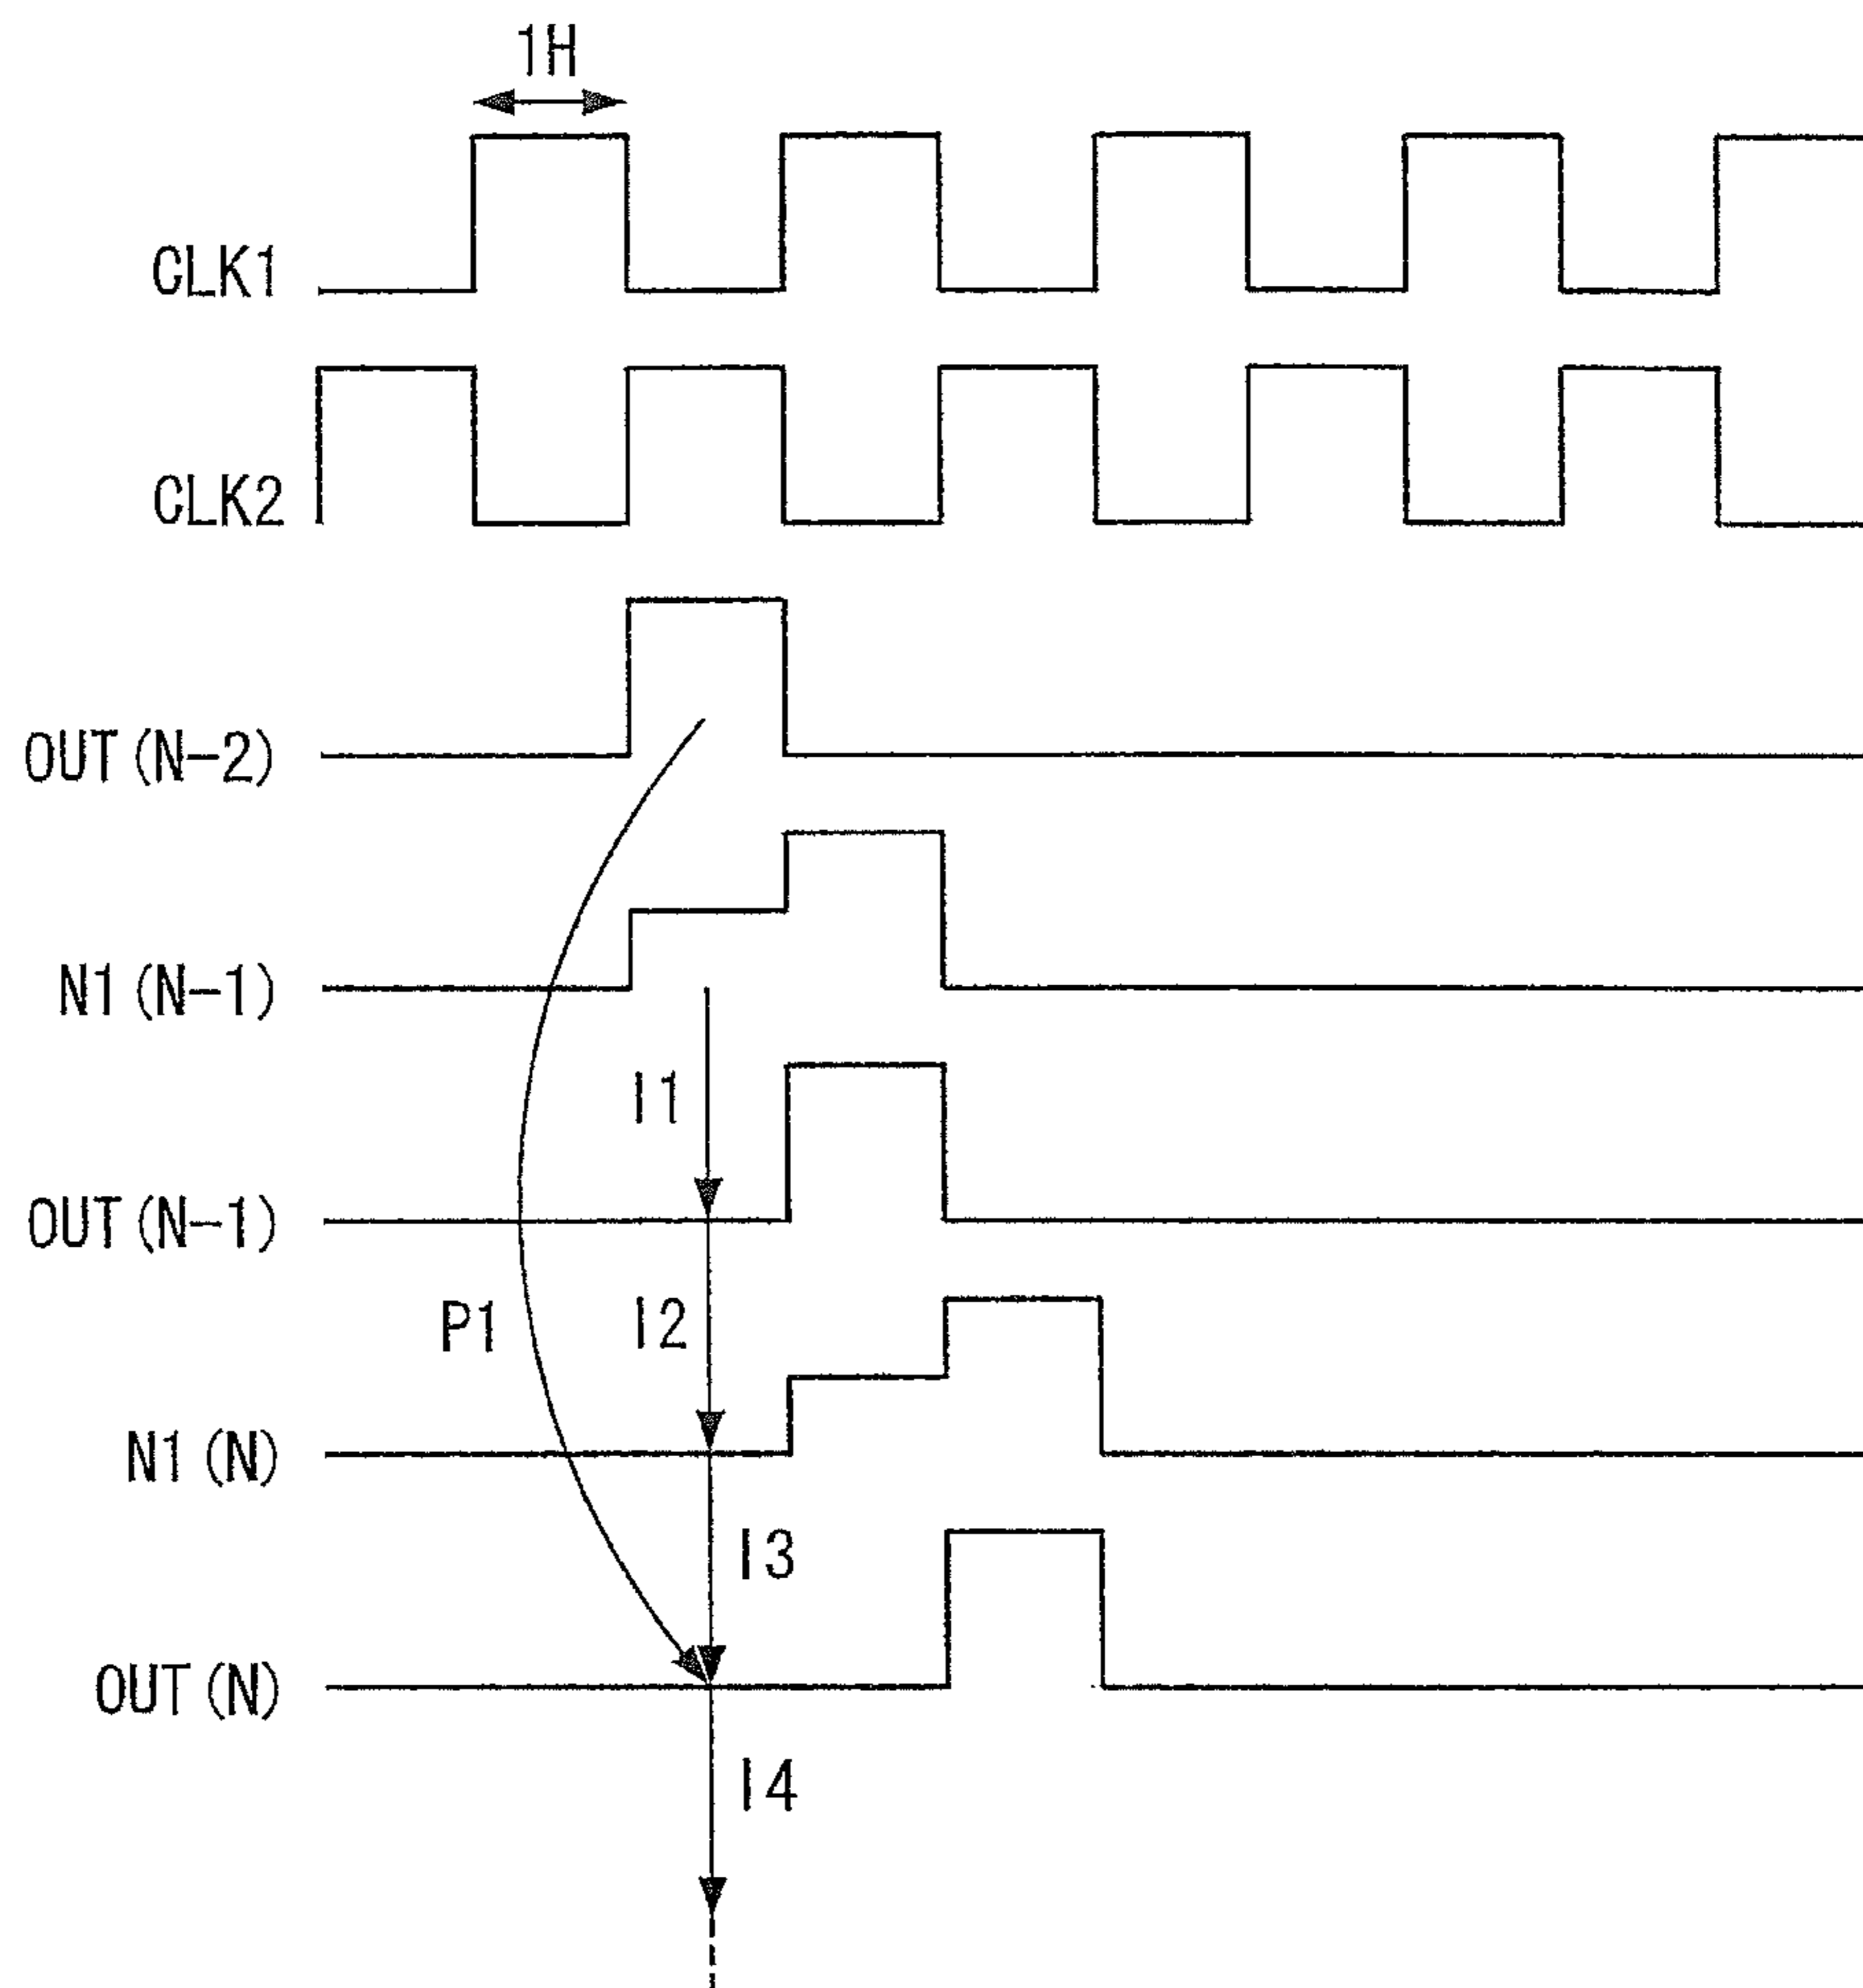 1H
CLK1
CLK2
OUT(N-2)
N1(N-1)
I1
OUT(N-1)
P1
I2
N1(N)
I3
OUT(N)
I4